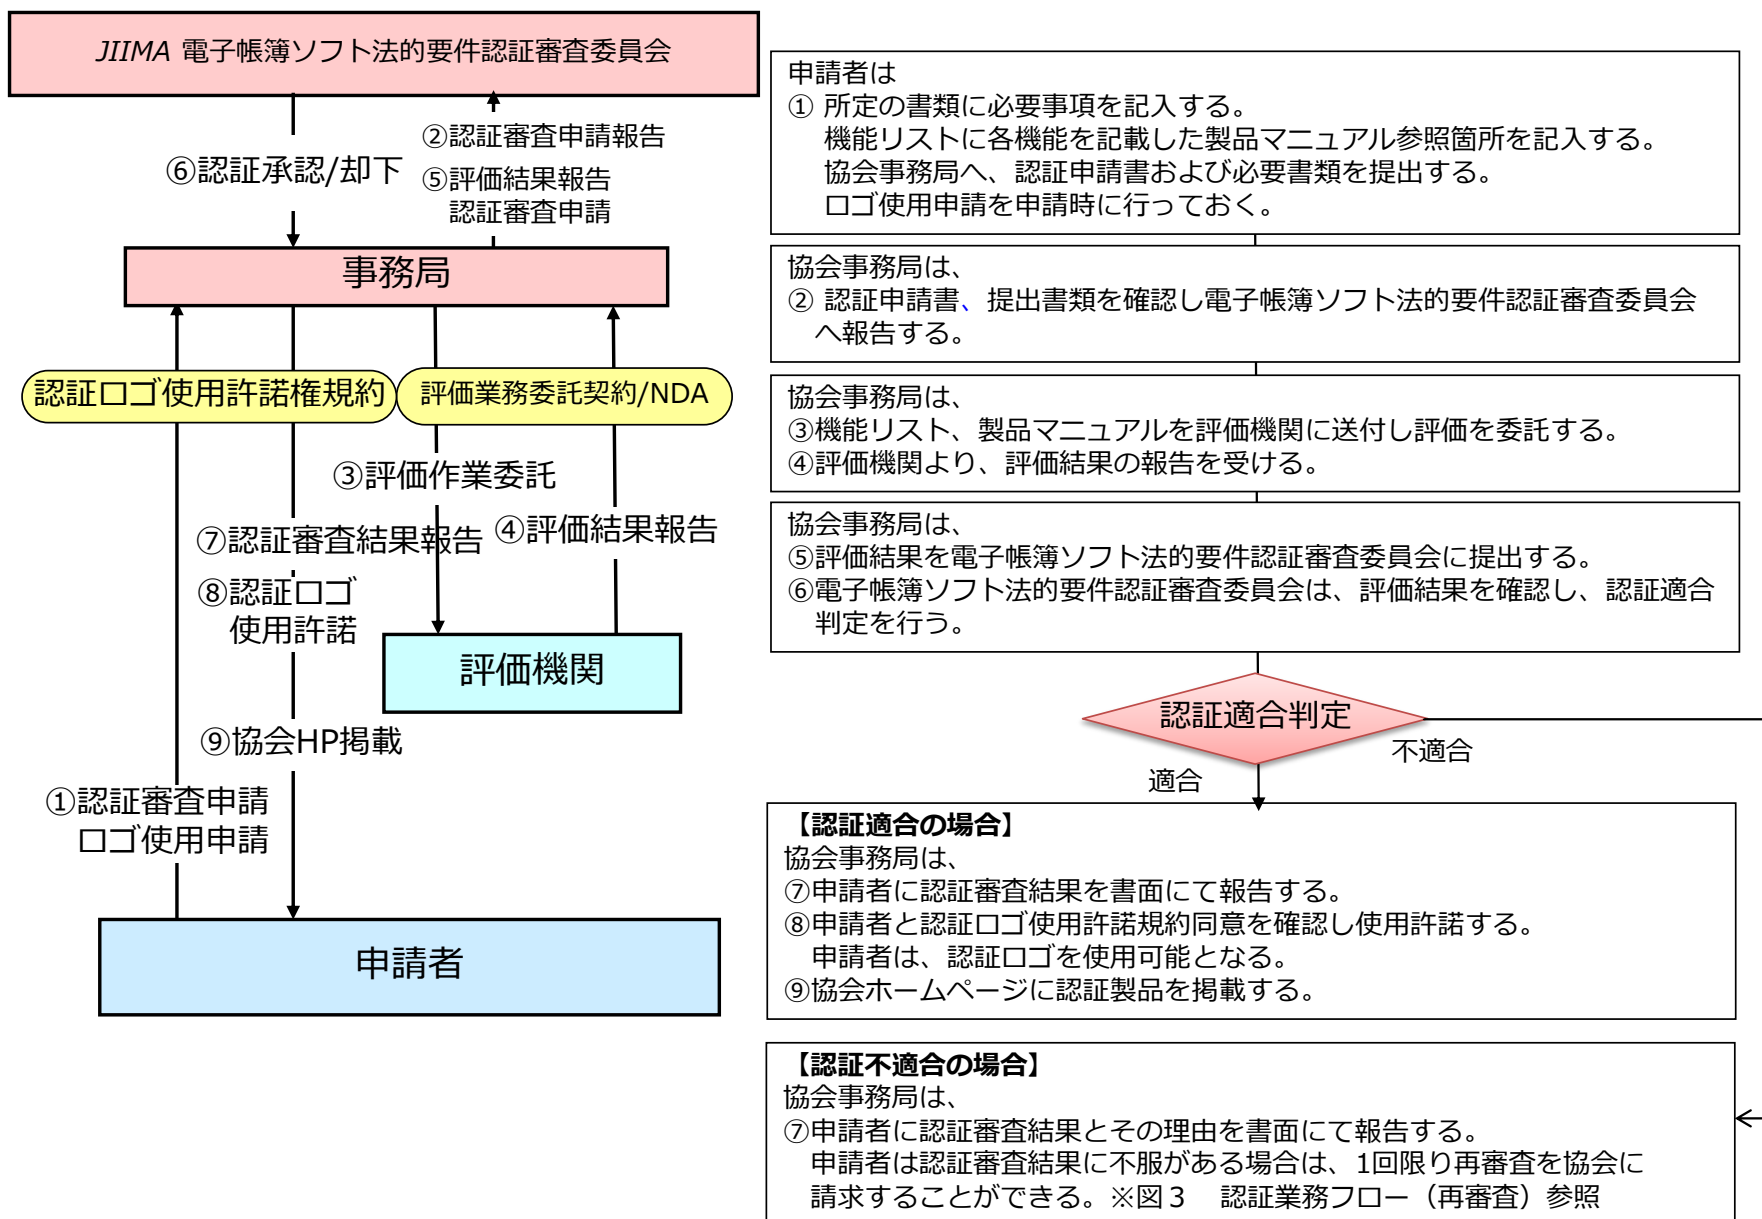 JIIMA 電子帳簿ソフト法的要件認証審査委員会
②認証審査申請報告
⑥認証承認/却下
⑤評価結果報告
認証審査申請
事務局
認証ロゴ使用許諾権規約
評価業務委託契約/NDA
③評価作業委託
⑦認証審査結果報告
④評価結果報告
⑧認証ロゴ
使用許諾
評価機関
⑨協会HP掲載
①認証審査申請
ロゴ使用申請
申請者
申請者は
① 所定の書類に必要事項を記入する。
機能リストに各機能を記載した製品マニュアル参照箇所を記入する。
協会事務局へ、認証申請書および必要書類を提出する。
ロゴ使用申請を申請時に行っておく。
協会事務局は、
② 認証申請書、提出書類を確認し電子帳簿ソフト法的要件認証審査委員会
へ報告する。
協会事務局は、
③機能リスト、製品マニュアルを評価機関に送付し評価を委託する。
④評価機関より、評価結果の報告を受ける。
協会事務局は、
⑤評価結果を電子帳簿ソフト法的要件認証審査委員会に提出する。
⑥電子帳簿ソフト法的要件認証審査委員会は、評価結果を確認し、認証適合
判定を行う。
認証適合判定
不適合
適合
【認証適合の場合】
協会事務局は、
⑦申請者に認証審査結果を書面にて報告する。
⑧申請者と認証ロゴ使用許諾規約同意を確認し使用許諾する。
申請者は、認証ロゴを使用可能となる。
⑨協会ホームページに認証製品を掲載する。
【認証不適合の場合】
協会事務局は、
⑦申請者に認証審査結果とその理由を書面にて報告する。
申請者は認証審査結果に不服がある場合は、1回限り再審査を協会に
請求することができる。※図３　認証業務フロー（再審査）参照